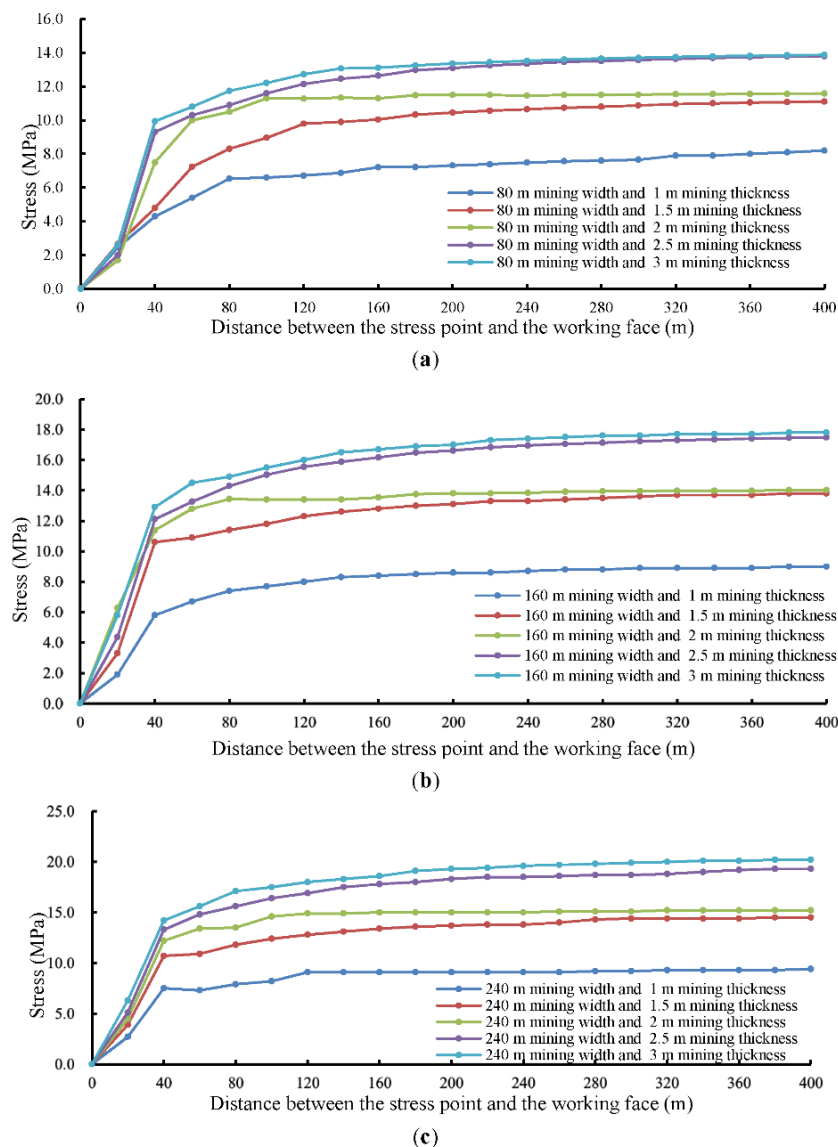 16.0
14.0
12.0
10.0
8.0
6.0
4.0
2.0
0.0
Stress (MPa)
80 m mining width and 1 m mining thickness
80 m mining width and 1.5 m mining thickness
80 m mining width and 2 m mining thickness
80 m mining width and 2.5 m mining thickness
80 m mining width and 3 m mining thickness
0 40 80 120 160 200 240 280 320 360 400
Distance between the stress point and the working face (m)
(a)
20.0
18.0
16.0
14.0
12.0
10.0
8.0
6.0
4.0
2.0
0.0
Stress (MPa)
160 m mining width and 1 m mining thickness
160 m mining width and 1.5 m mining thickness
160 m mining width and 2 m mining thickness
160 m mining width and 2.5 m mining thickness
160 m mining width and 3 m mining thickness
0 40 80 120 160 200 240 280 320 360 400
Distance between the stress point and the working face (m)
(b)
25.0
20.0
15.0
10.0
5.0
0.0
Stress (MPa)
240 m mining width and 1 m mining thickness
240 m mining width and 1.5 m mining thickness
240 m mining width and 2 m mining thickness
240 m mining width and 2.5 m mining thickness
240 m mining width and 3 m mining thickness
0 40 80 120 160 200 240 280 320 360 400
Distance between the stress point and the working face (m)
(c)